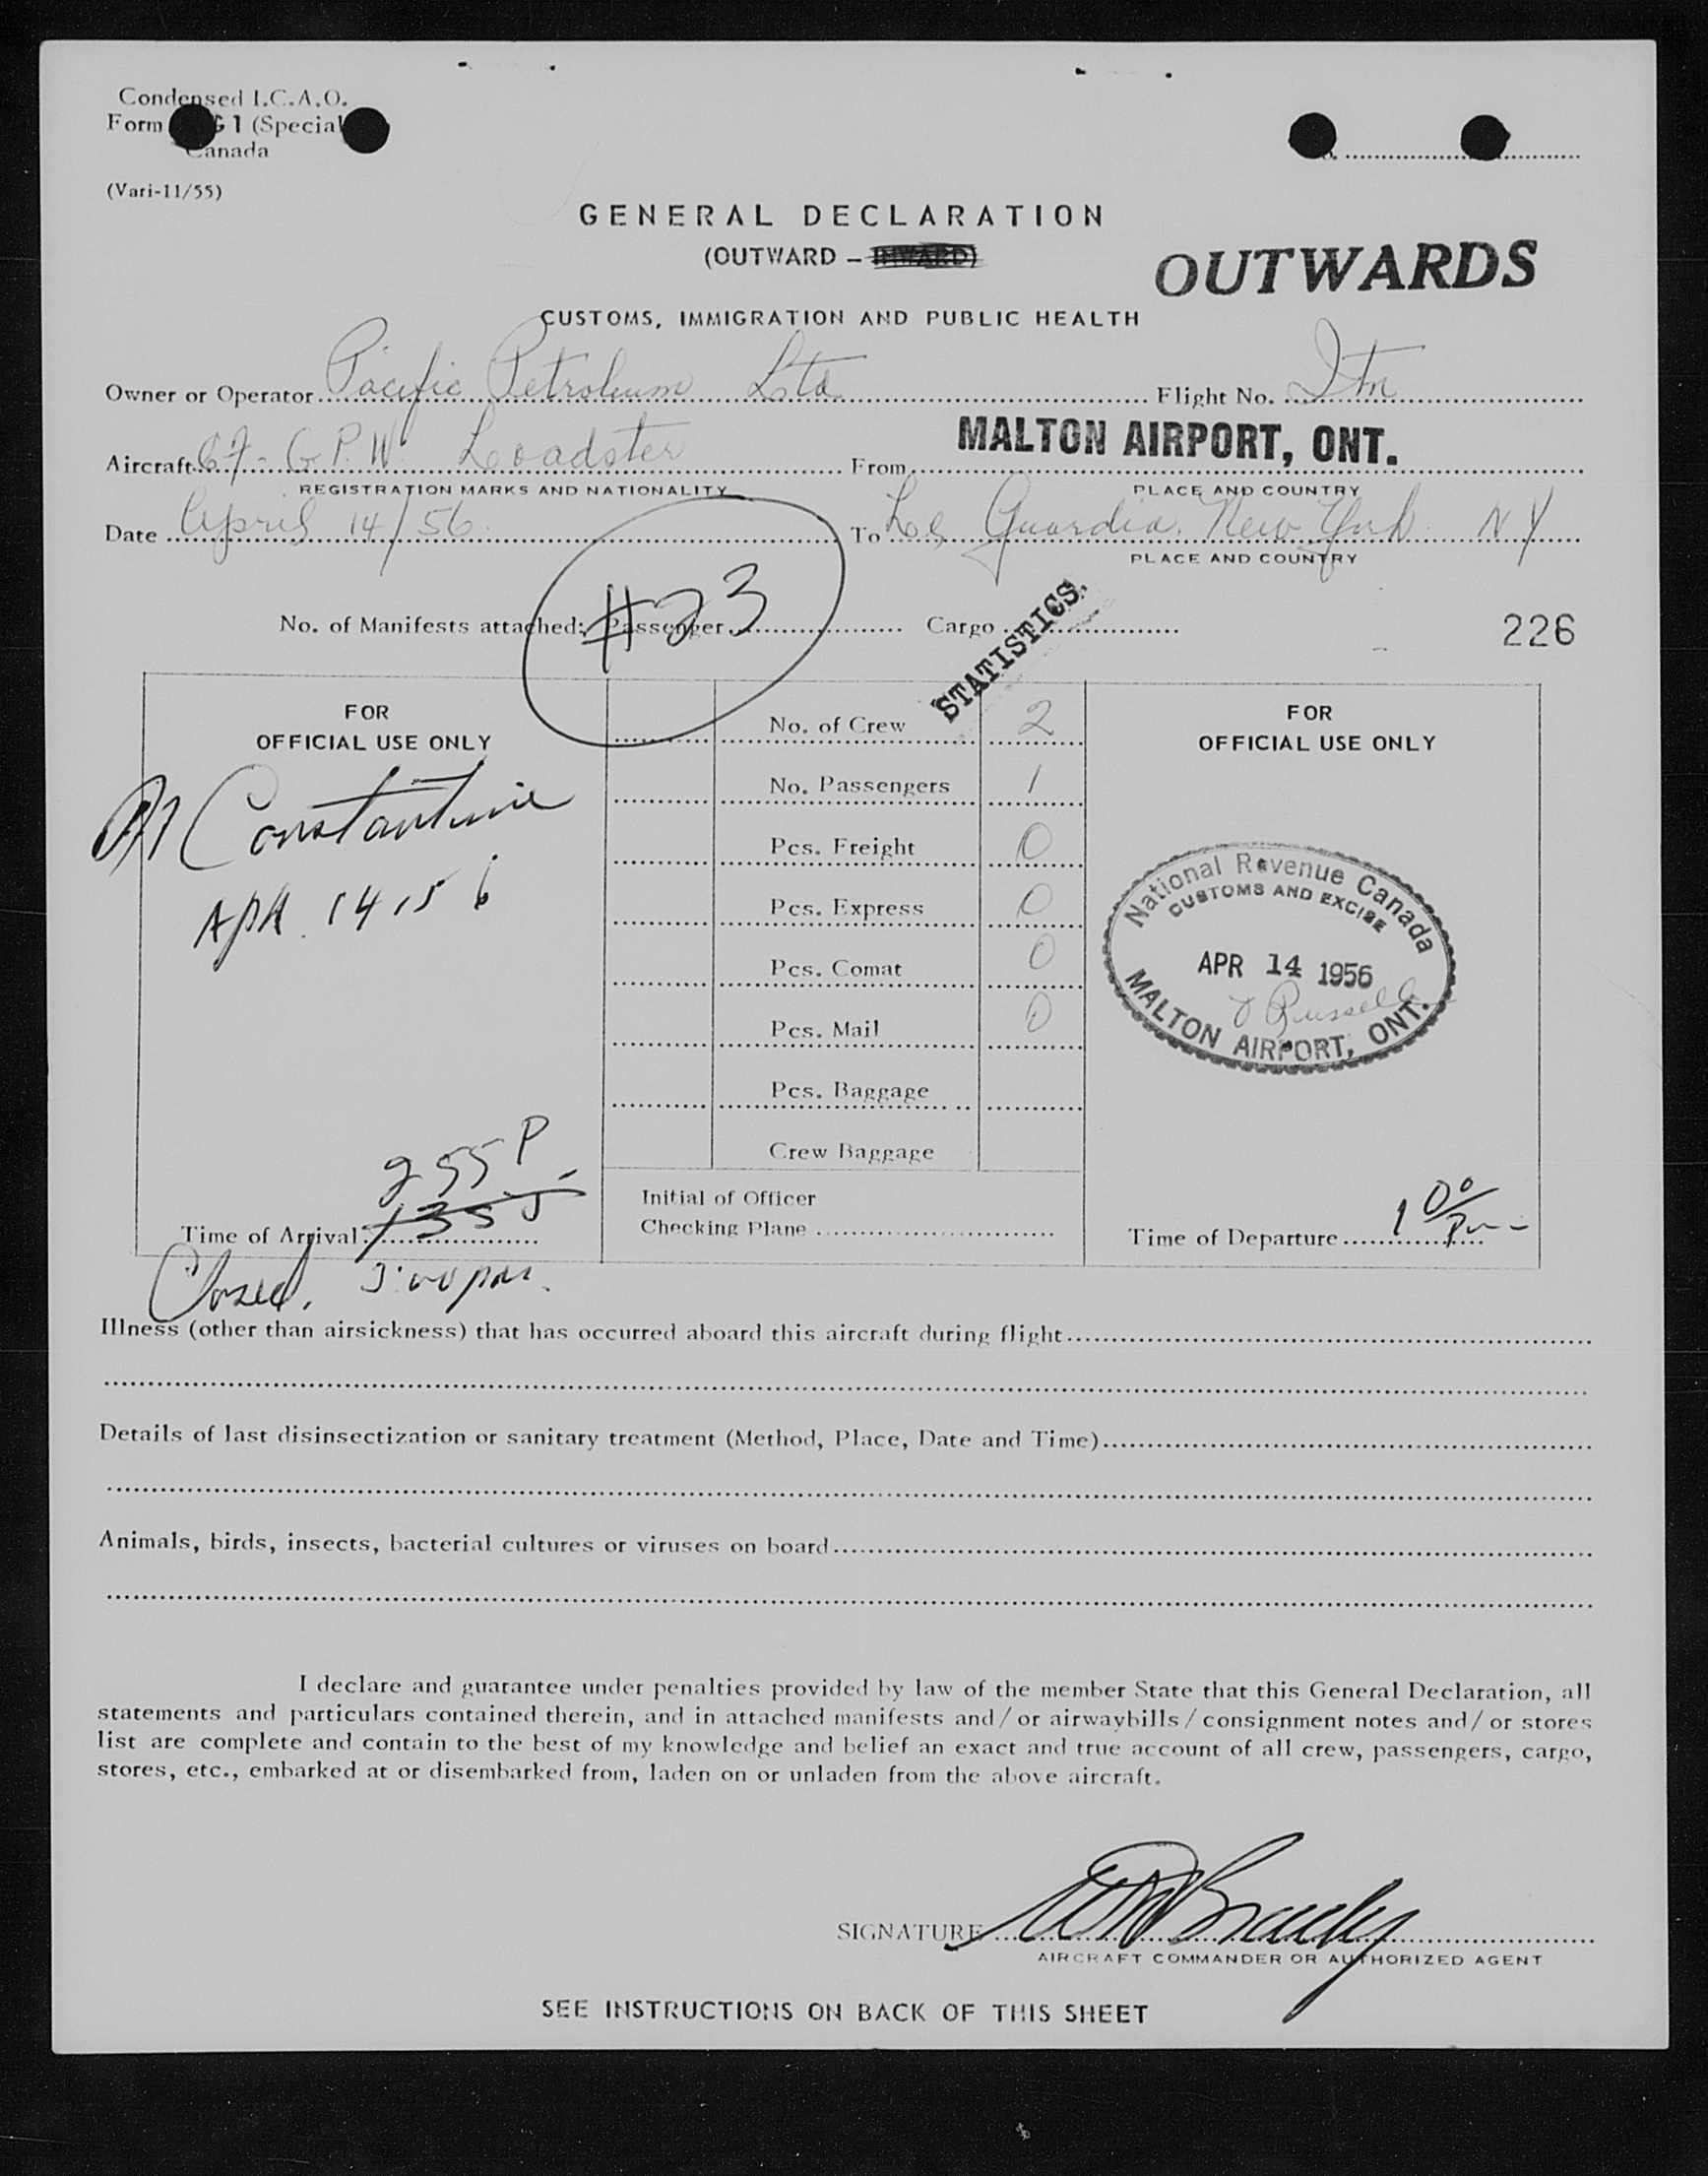 Condensed I.C.A.O.
Form G1 (Special
Canada
(Vari-11/55)
GENERAL DECLARATION
(OUTWARD – INWARD)
OUTWARDS
CUSTOMS, IMMIGRATION AND PUBLIC HEALTH
Owner or Operator Pacific Petroleum Ltd Flight No. Itn
Aircraft CF-G.P.W. Loadster From MALTON AIRPORT, ONT.
REGISTRATION MARKS AND NATIONALITY PLACE AND COUNTRY
Date April 14/56. To La Guardia. New York. N Y
PLACE AND COUNTRY
No. of Manifests attached: Passenger #23 Cargo STATISTICS. 226
FOR
OFFICIAL USE ONLY
Constantine
APR. 14 56
Time of Arrival 255 P
Closed, 3:00 pm.
No. of Crew 2
No. Passengers 1
Pcs. Freight 0
Pcs. Express 0
Pcs. Comat 0
Pcs. Mail 0
Pcs. Baggage
Crew Baggage
Initial of Officer
Checking Plane
FOR
OFFICIAL USE ONLY
National Revenue Canada
CUSTOMS AND EXCISE
APR 14 1956
Russell
MALTON AIRPORT, ONT.
Time of Departure 1 00 Pm
Illness (other than airsickness) that has occurred aboard this aircraft during flight
Details of last disinsectization or sanitary treatment (Method, Place, Date and Time)
Animals, birds, insects, bacterial cultures or viruses on board
I declare and guarantee under penalties provided by law of the member State that this General Declaration, all
statements and particulars contained therein, and in attached manifests and/or airwaybills/consignment notes and/or stores
list are complete and contain to the best of my knowledge and belief an exact and true account of all crew, passengers, cargo,
stores, etc., embarked at or disembarked from, laden on or unladen from the above aircraft.
SIGNATURE Brady
AIRCRAFT COMMANDER OR AUTHORIZED AGENT
SEE INSTRUCTIONS ON BACK OF THIS SHEET